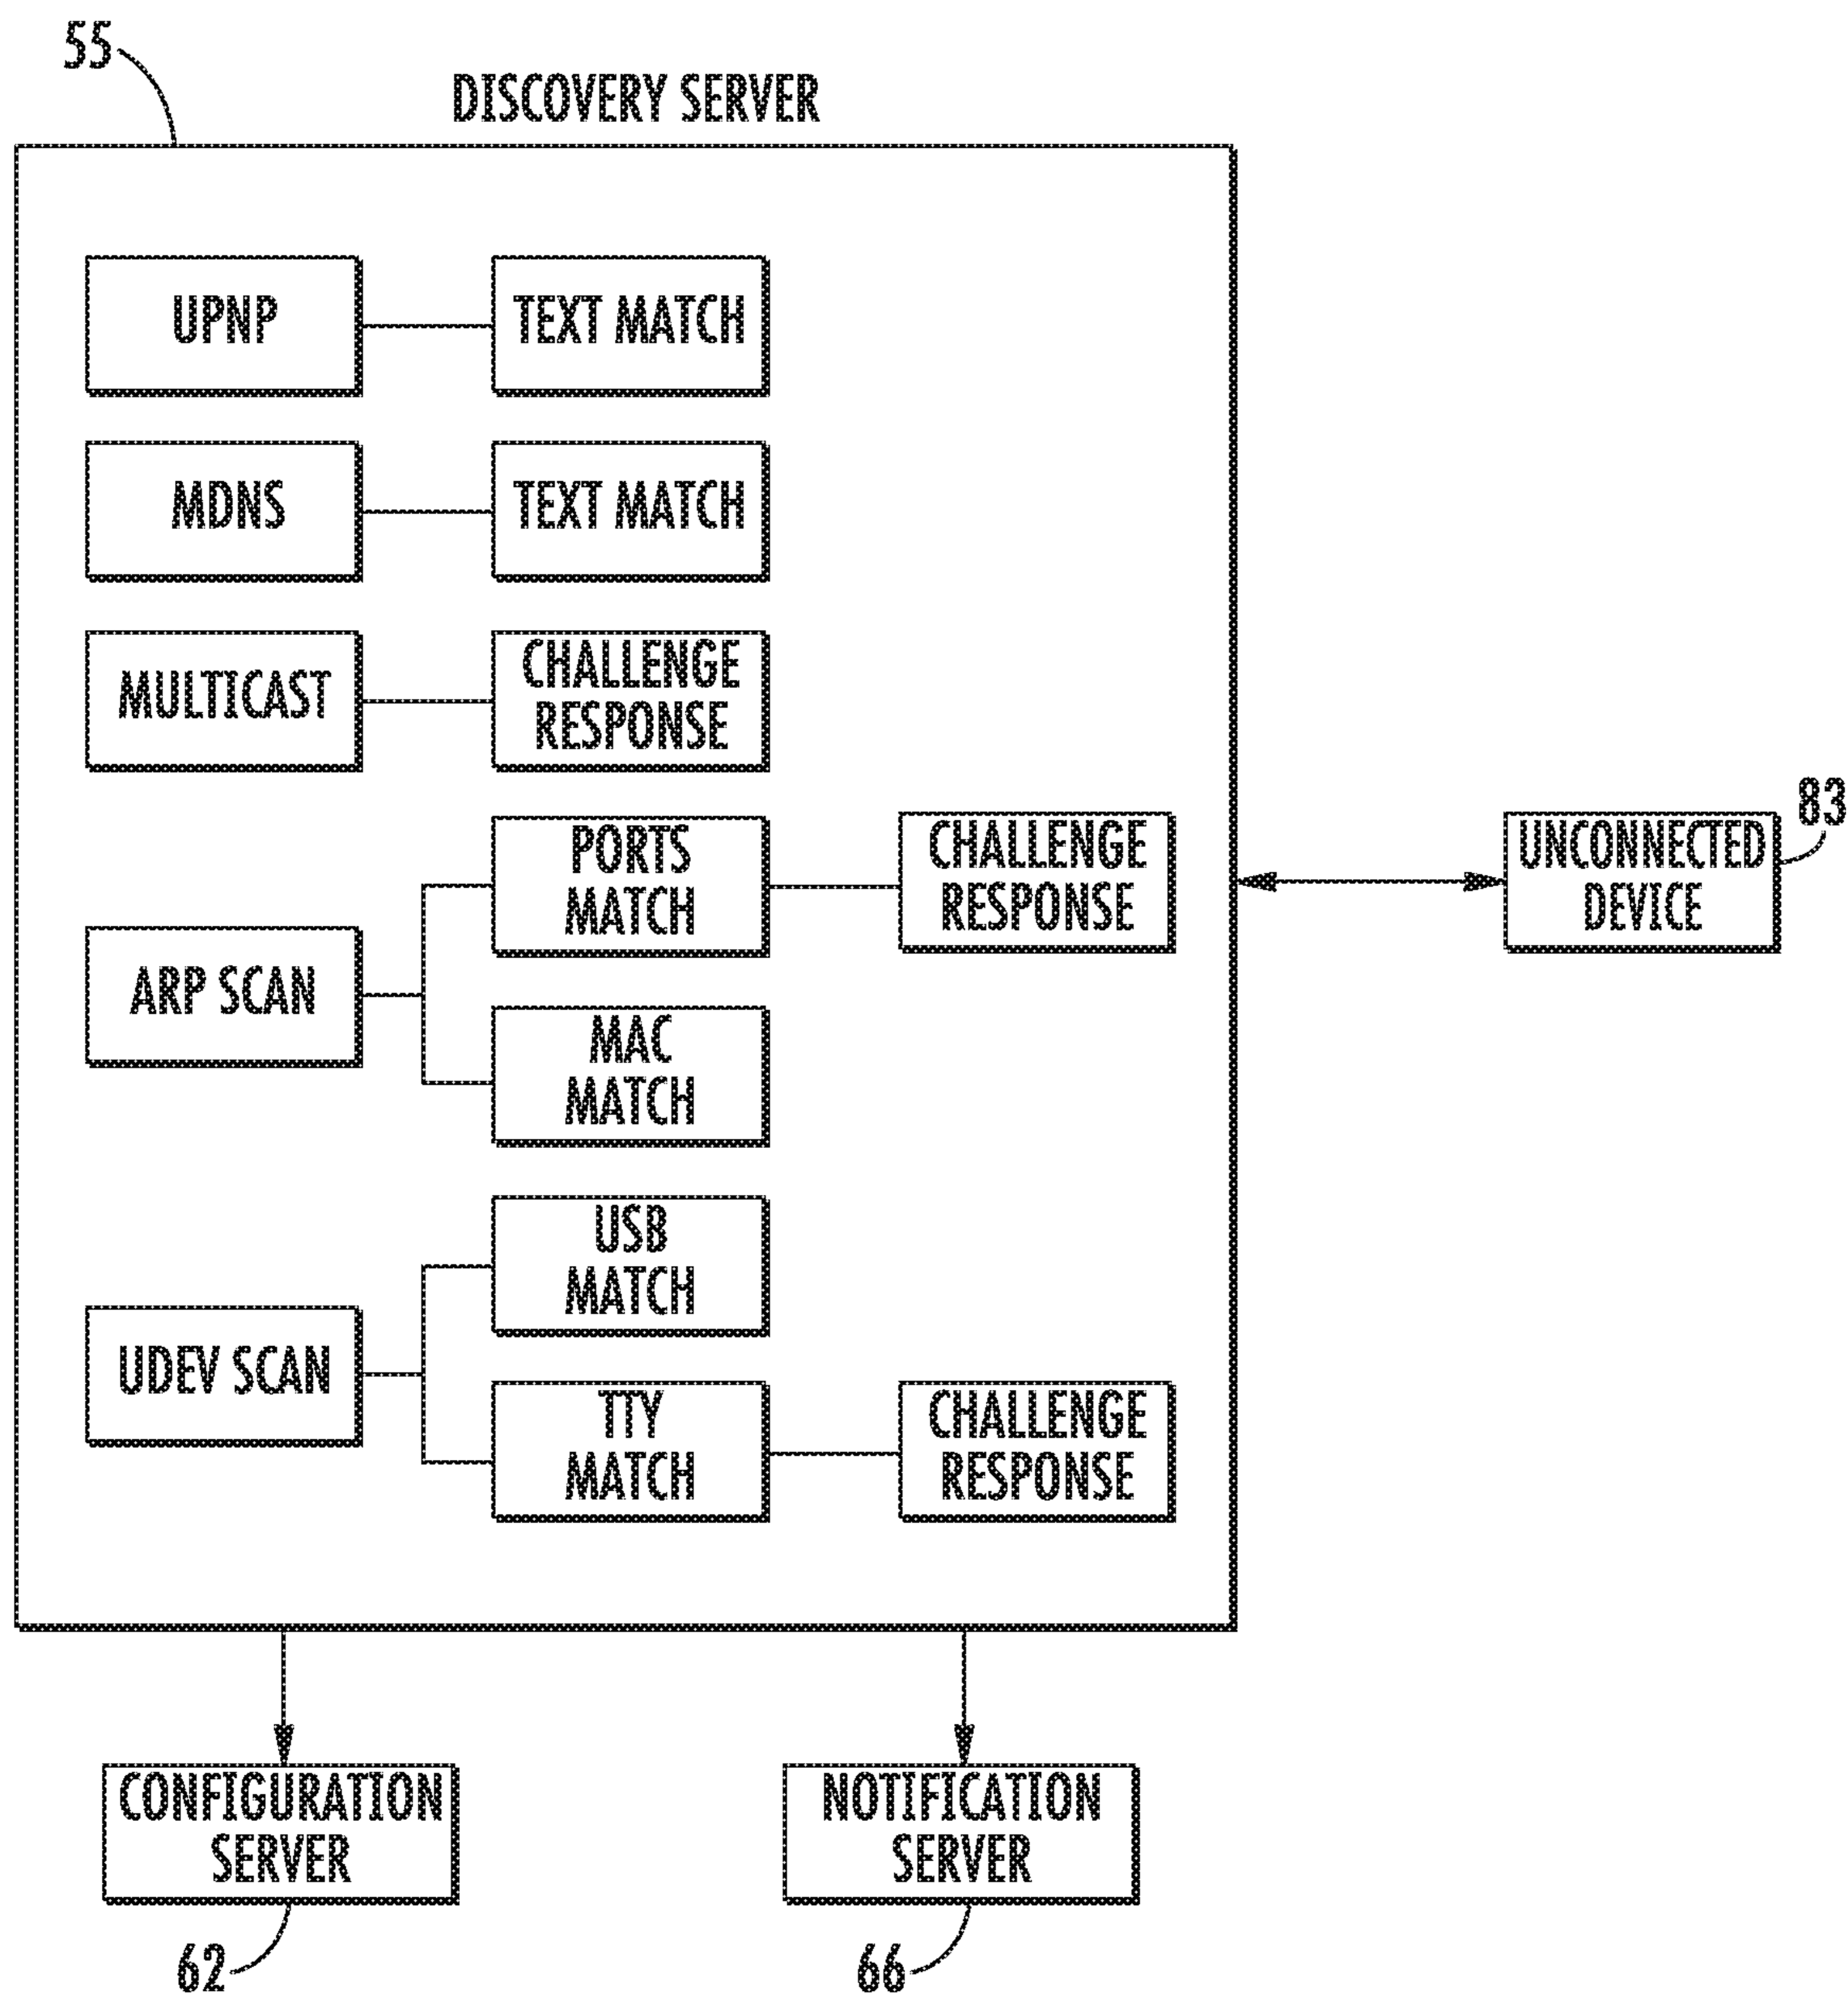 55
DISCOVERY SERVER
UPNP
TEXT MATCH
MDNS
TEXT MATCH
MULTICAST
CHALLENGE
RESPONSE
ARP SCAN
PORTS
MATCH
CHALLENGE
RESPONSE
MAC
MATCH
UDEV SCAN
USB
MATCH
TTY
MATCH
CHALLENGE
RESPONSE
UNCONNECTED
DEVICE
83
CONFIGURATION
SERVER
62
NOTIFICATION
SERVER
66